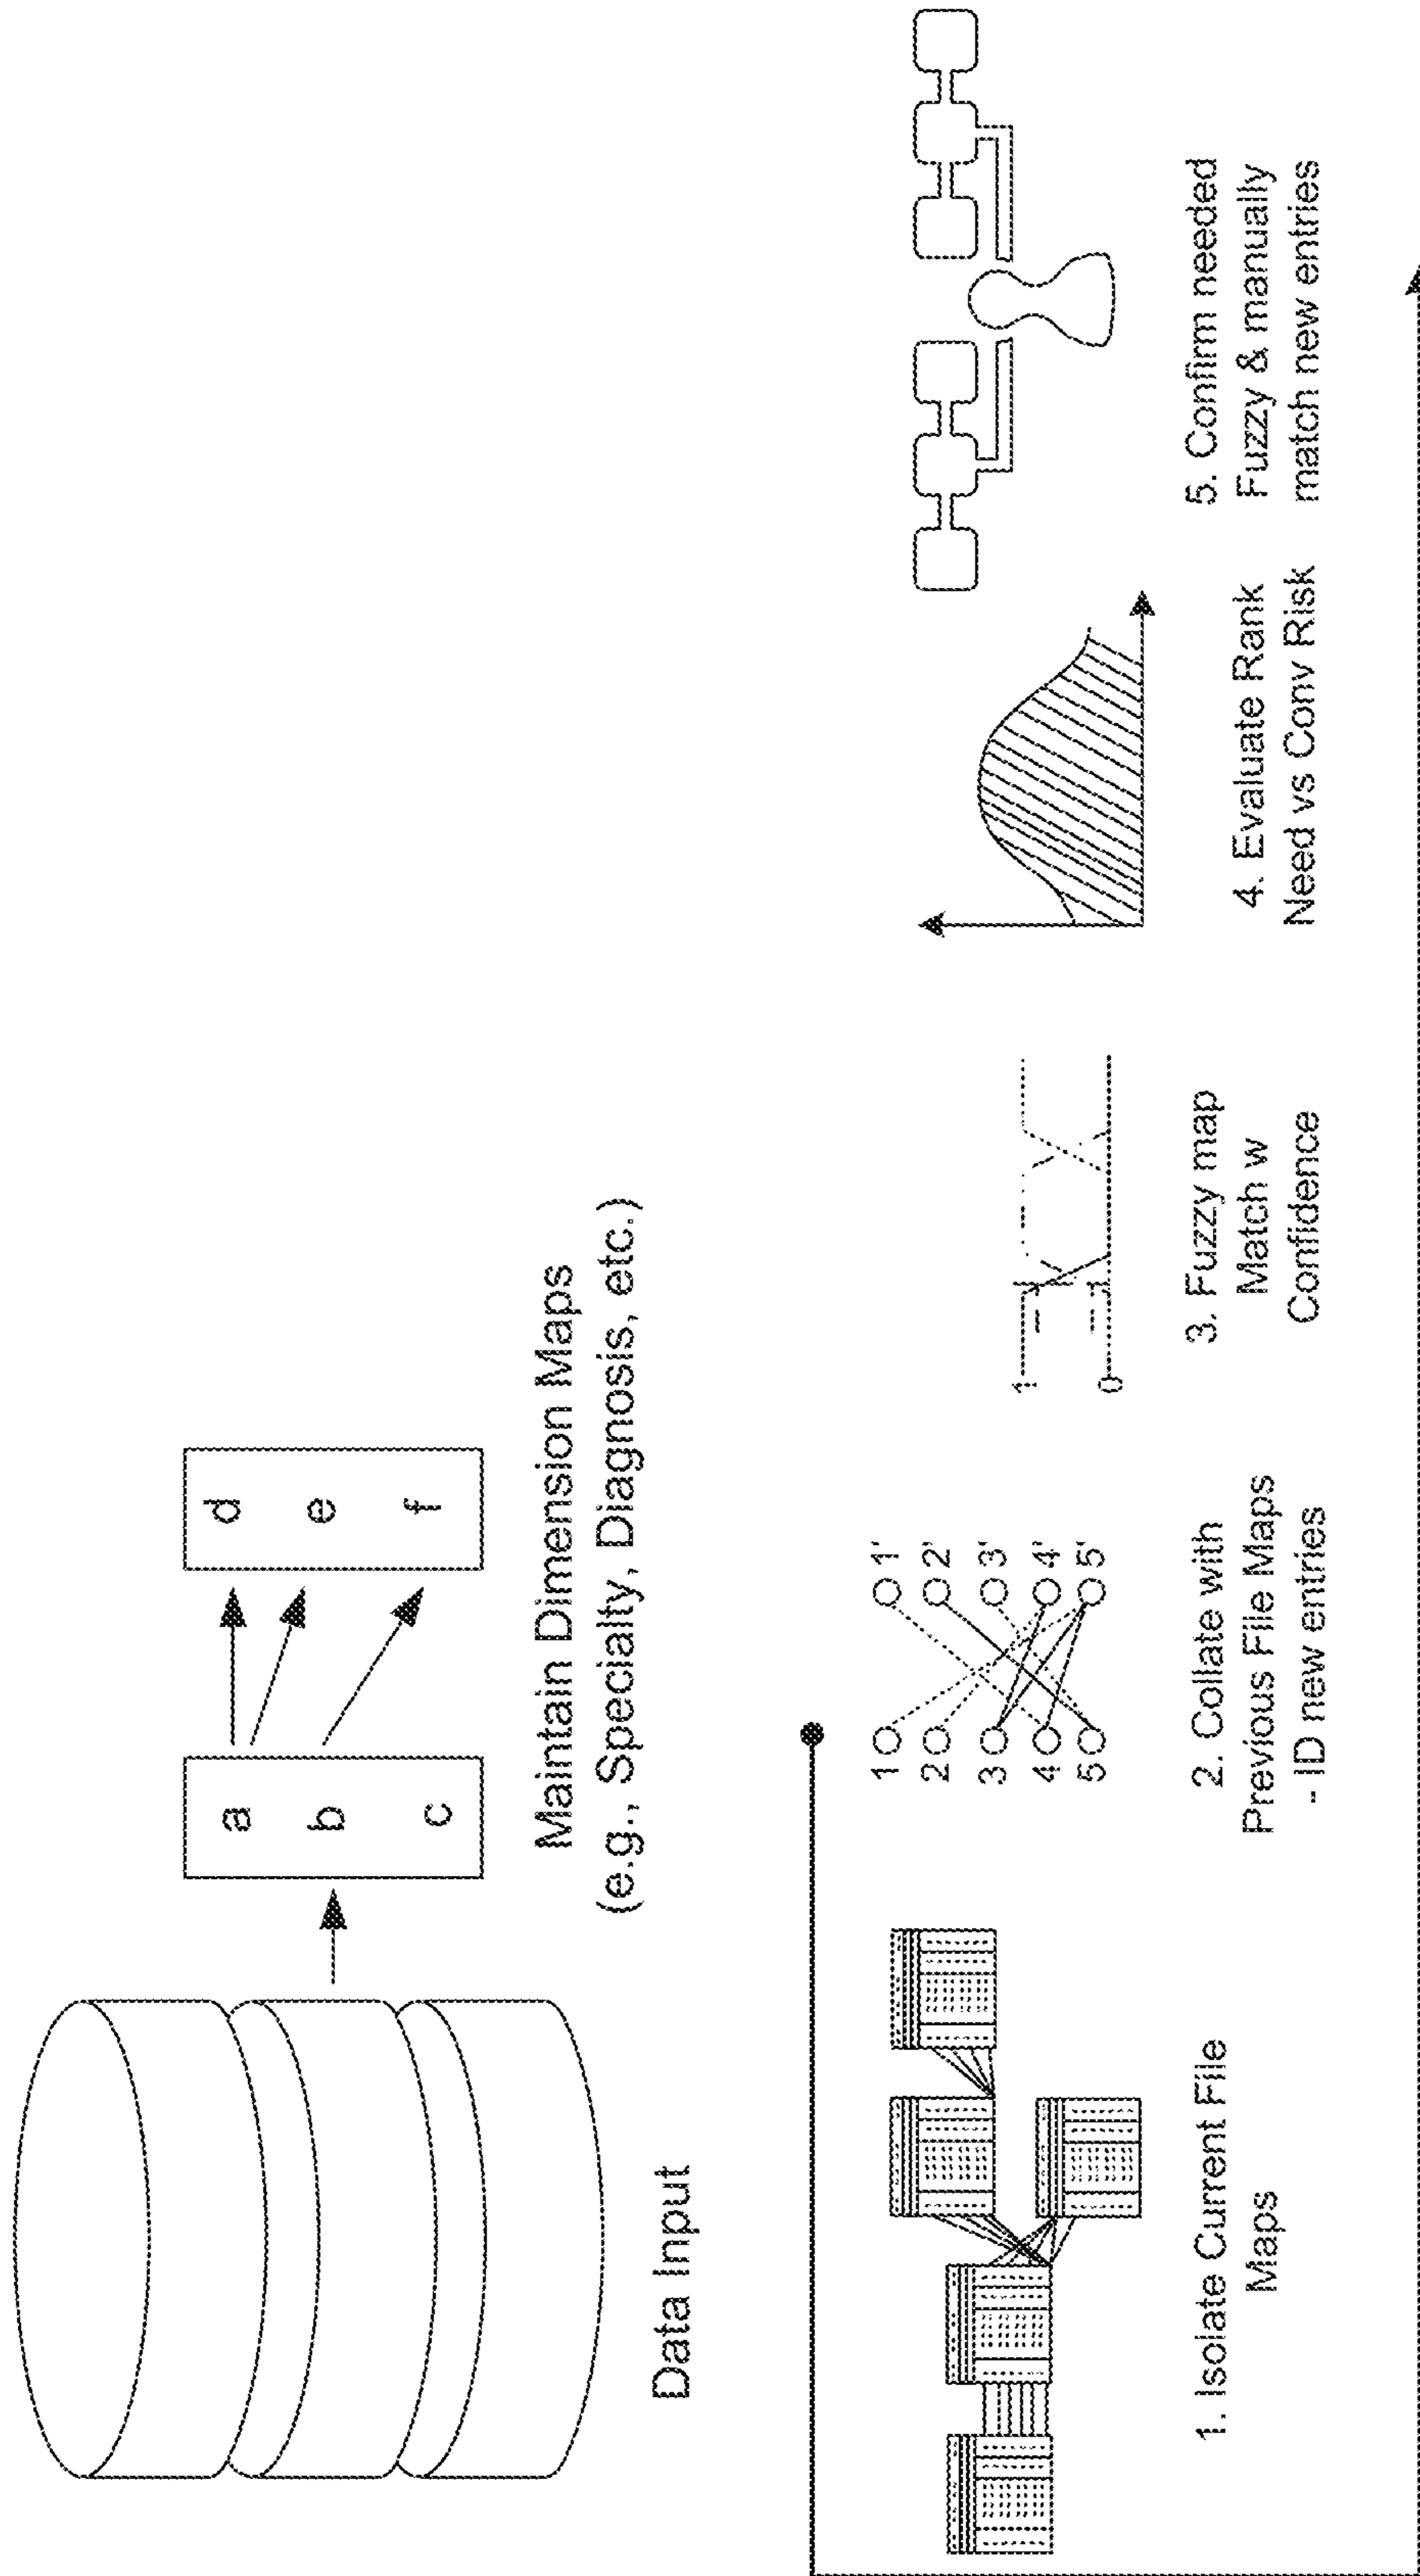 Data Input
a
b
c
d
e
f
Maintain Dimension Maps
(e.g., Specialty, Diagnosis, etc.)
1. Isolate Current File
Maps
1 1'
2 2'
3 3'
4 4'
5 5'
2. Collate with
Previous File Maps
- ID new entries
1
0
3. Fuzzy map
Match w
Confidence
4. Evaluate Rank
Need vs Conv Risk
5. Confirm needed
Fuzzy & manually
match new entries